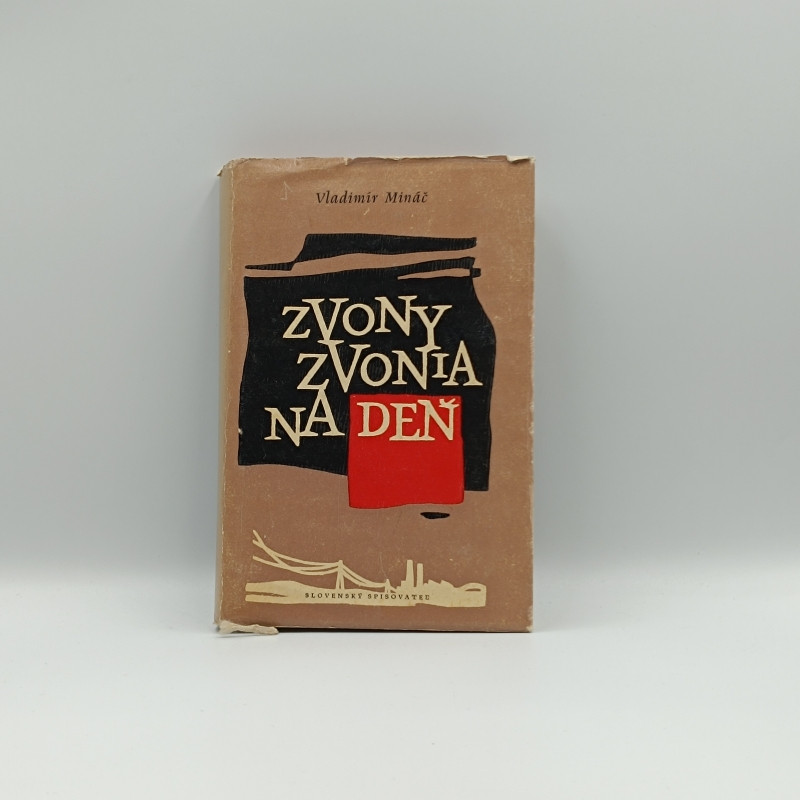 Vladimír Mináč
ZVONY
ZVONIA
NA DEŇ
SLOVENSKÝ SPISOVATEĽ